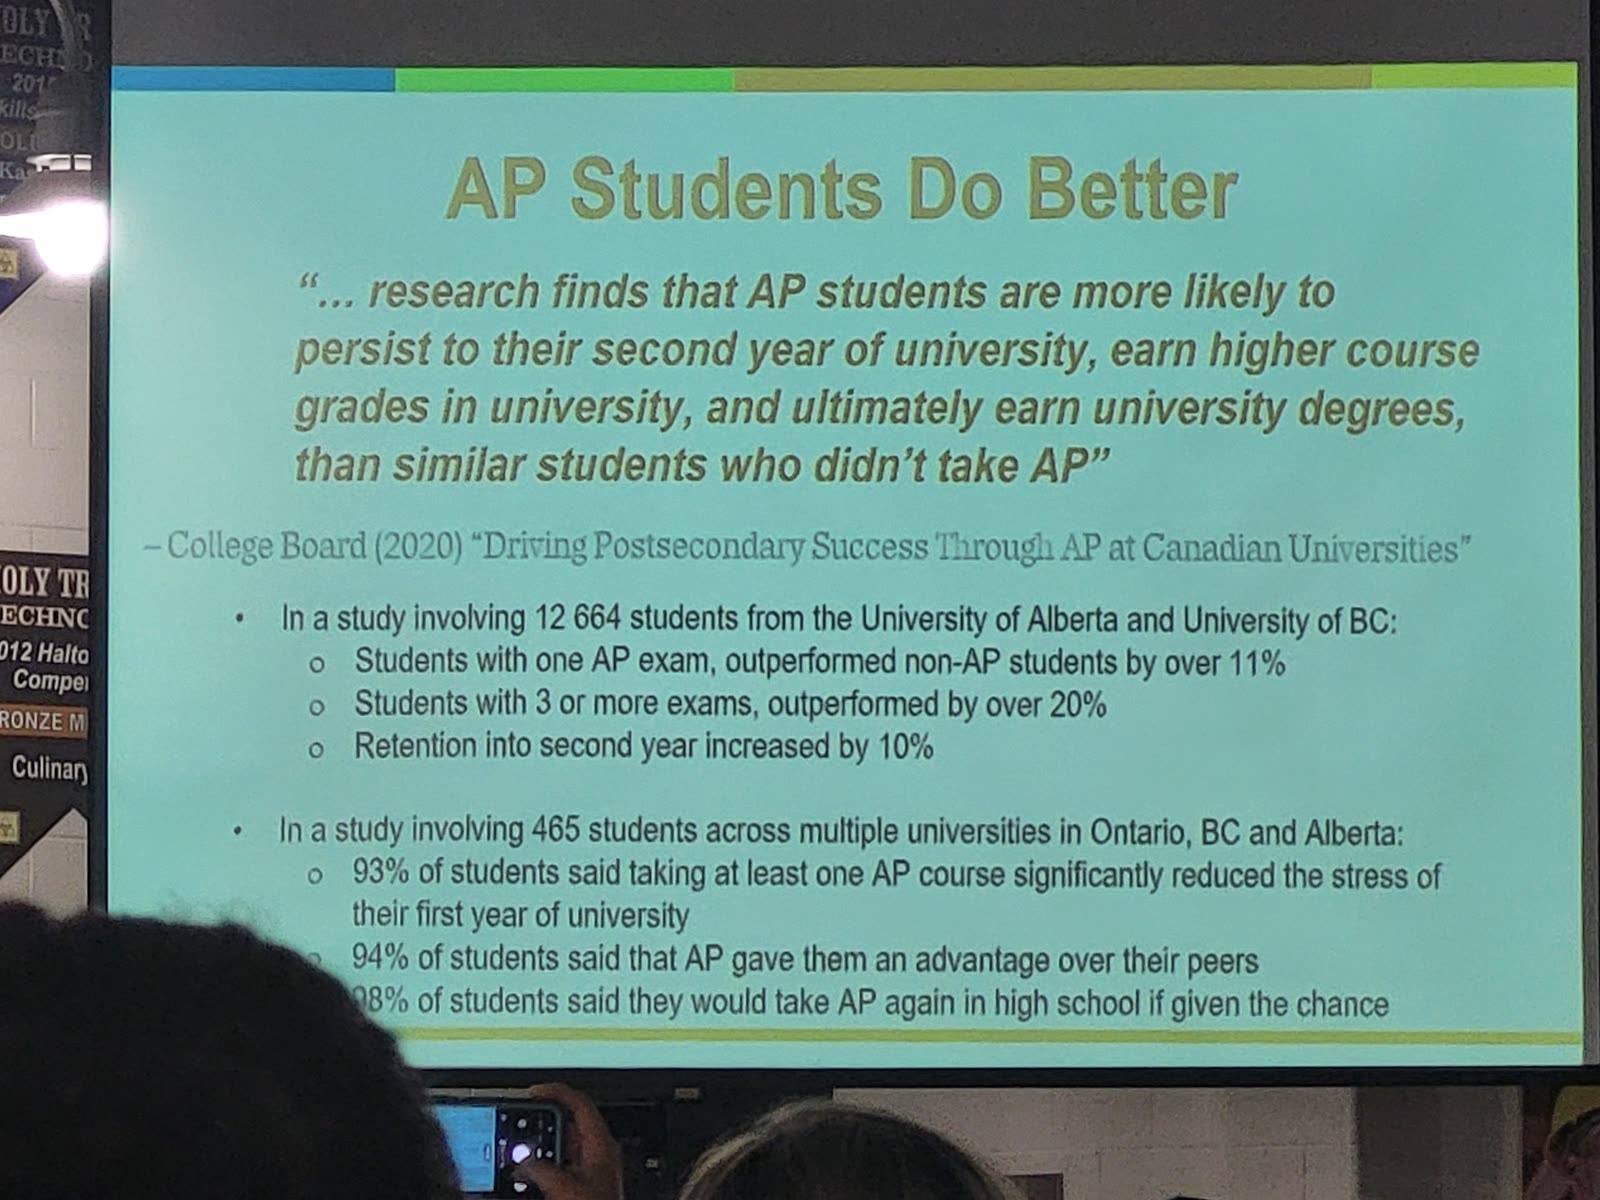 AP Students Do Better
“... research finds that AP students are more likely to
persist to their second year of university, earn higher course
grades in university, and ultimately earn university degrees,
than similar students who didn’t take AP”
– College Board (2020) “Driving Postsecondary Success Through AP at Canadian Universities”
• In a study involving 12 664 students from the University of Alberta and University of BC:
o Students with one AP exam, outperformed non-AP students by over 11%
o Students with 3 or more exams, outperformed by over 20%
o Retention into second year increased by 10%
• In a study involving 465 students across multiple universities in Ontario, BC and Alberta:
o 93% of students said taking at least one AP course significantly reduced the stress of
their first year of university
94% of students said that AP gave them an advantage over their peers
of students said they would take AP again in high school if given the chance
Culinary